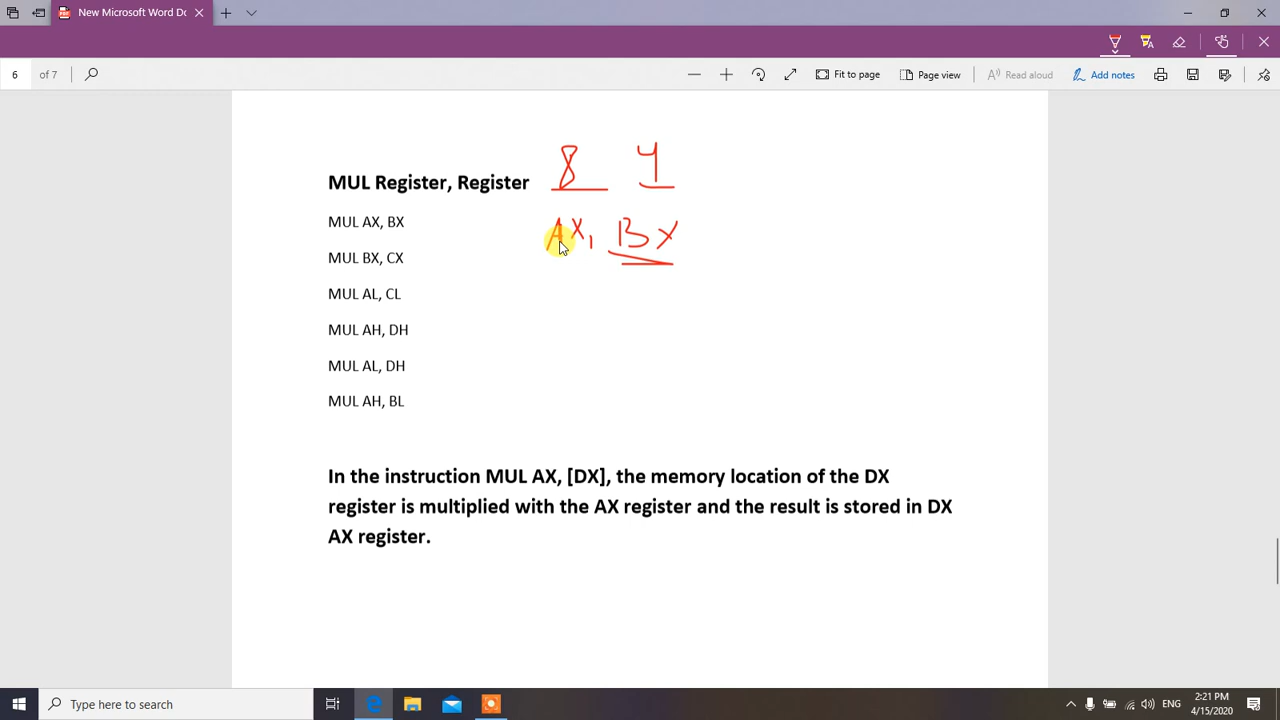 New Microsoft Word D
6 of 7
Fit to page
Page view
Read aloud
Add notes
8 4
MUL Register, Register
AX, BX
MUL AX, BX
MUL BX, CX
MUL AL, CL
MUL AH, DH
MUL AL, DH
MUL AH, BL
In the instruction MUL AX, [DX], the memory location of the DX
register is multiplied with the AX register and the result is stored in DX
AX register.
Type here to search
ENG
2:21 PM
4/15/2020